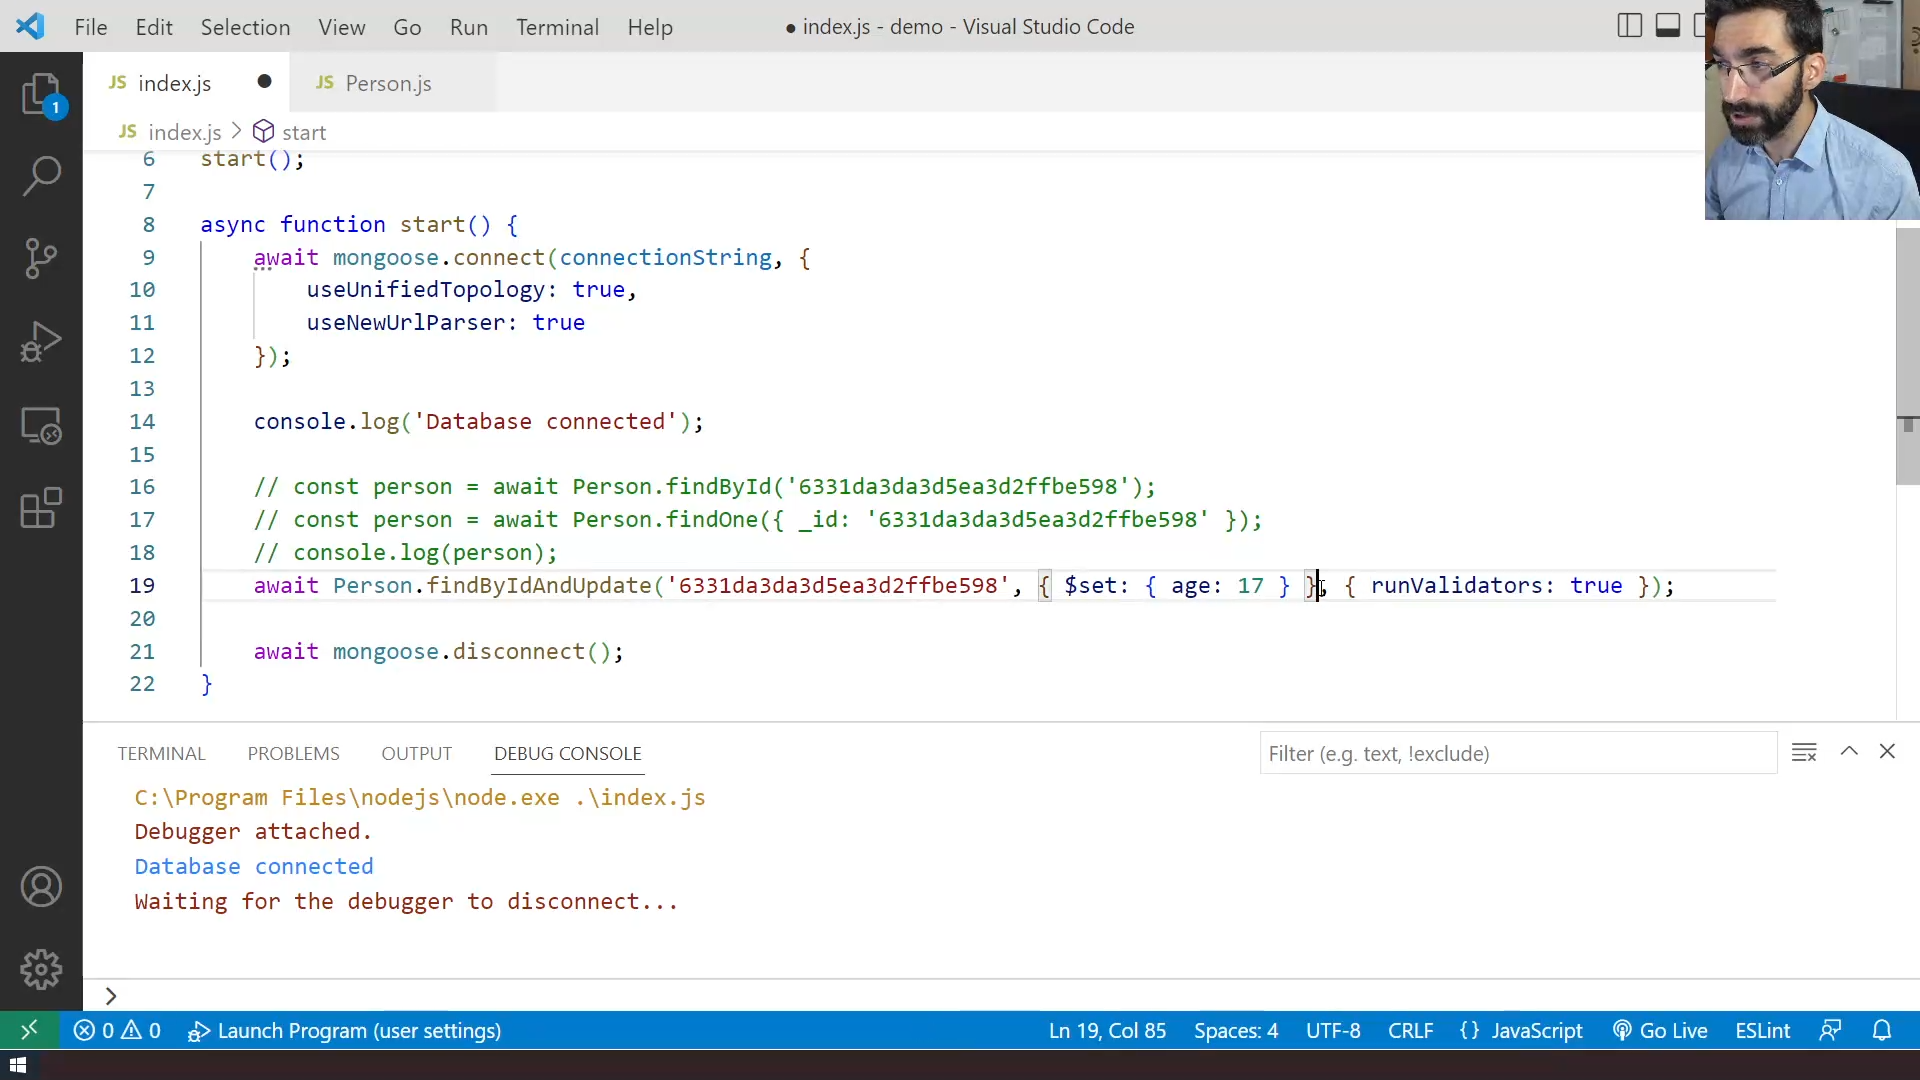 File Edit Selection View Go Run Terminal Help ● index.js - demo - Visual Studio Code
JS index.js ● JS Person.js
1
JS index.js > start
6 start();
7
8 async function start() {
9 await mongoose.connect(connectionString, {
10 useUnifiedTopology: true,
11 useNewUrlParser: true
12 });
13
14 console.log('Database connected');
15
16 // const person = await Person.findById('6331da3da3d5ea3d2ffbe598');
17 // const person = await Person.findOne({ _id: '6331da3da3d5ea3d2ffbe598' });
18 // console.log(person);
19 await Person.findByIdAndUpdate('6331da3da3d5ea3d2ffbe598', { $set: { age: 17 } }, { runValidators: true });
20
21 await mongoose.disconnect();
22 }
TERMINAL PROBLEMS OUTPUT DEBUG CONSOLE Filter (e.g. text, !exclude)
C:\Program Files\nodejs\node.exe .\index.js
Debugger attached.
Database connected
Waiting for the debugger to disconnect...
>
0 0 Launch Program (user settings) Ln 19, Col 85 Spaces: 4 UTF-8 CRLF {} JavaScript Go Live ESLint